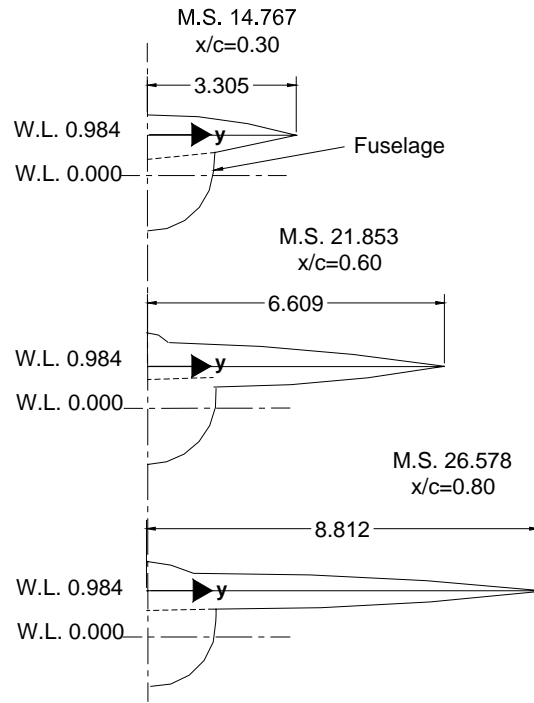 M.S. 14.767
x/c=0.30
3.305
W.L. 0.984
y
W.L. 0.000
Fuselage
M.S. 21.853
x/c=0.60
6.609
W.L. 0.984
y
W.L. 0.000
M.S. 26.578
x/c=0.80
8.812
W.L. 0.984
y
W.L. 0.000